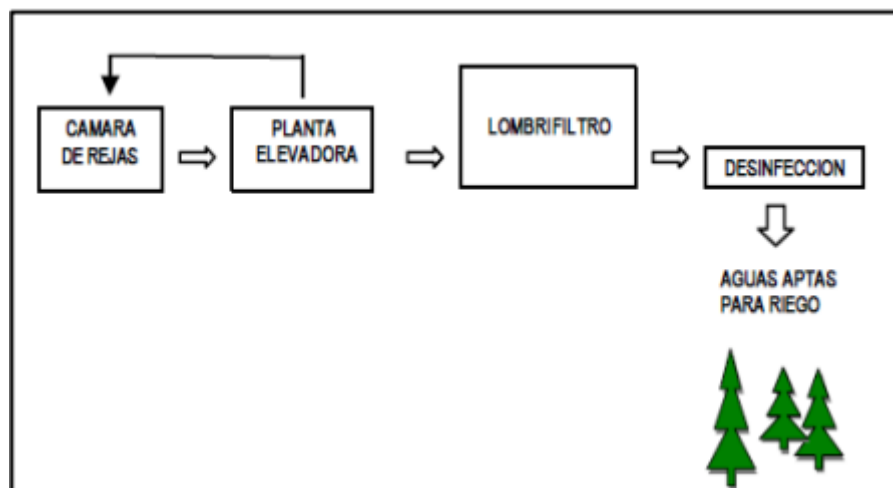 CAMARA
DE REJAS
PLANTA
ELEVADORA
LOMBRIFILTRO
DESINFECCION
AGUAS APTAS
PARA RIEGO